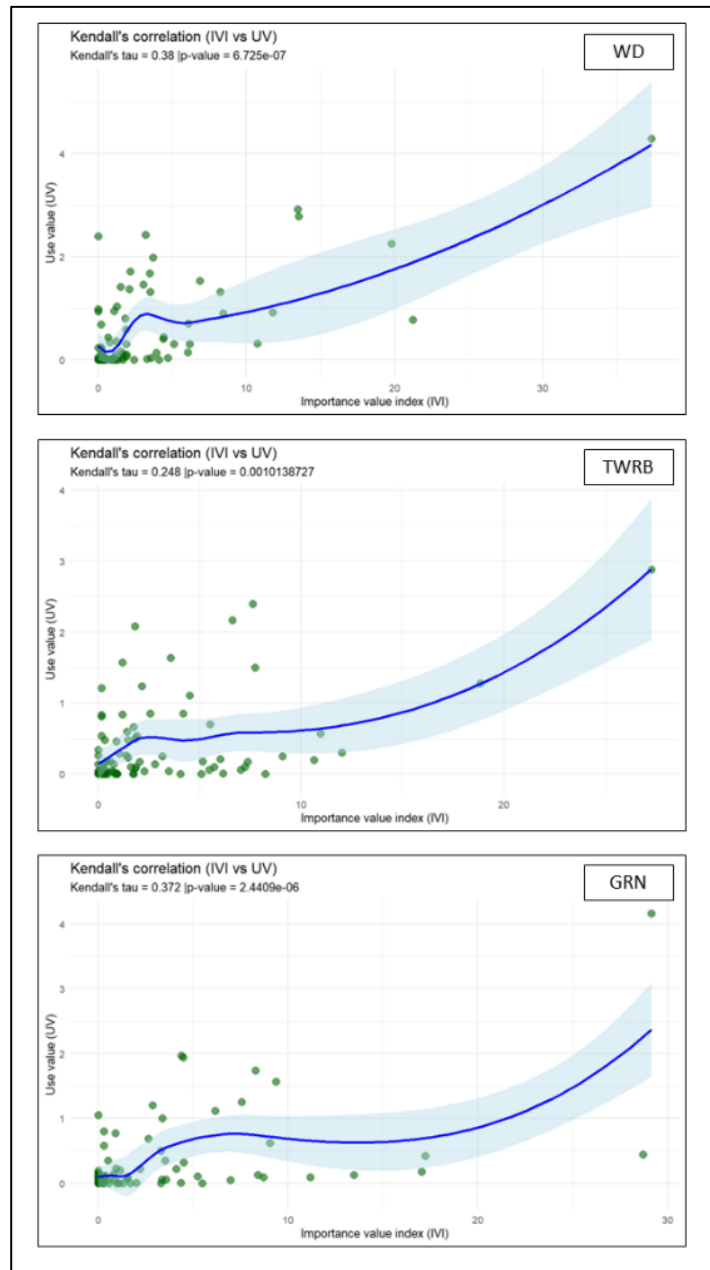 Kendall's correlation (IVI vs UV)
Kendall's tau = 0.38 |p-value = 6.725e-07
WD
4
2
0
Use value (UV)
0
10
20
30
Importance value index (IVI)
Kendall's correlation (IVI vs UV)
Kendall's tau = 0.248 |p-value = 0.0010138727
TWRB
4
3
2
1
0
Use value (UV)
0
10
20
Importance value index (IVI)
Kendall's correlation (IVI vs UV)
Kendall's tau = 0.372 |p-value = 2.4409e-06
GRN
4
3
2
1
0
Use value (UV)
0
10
20
30
Importance value index (IVI)